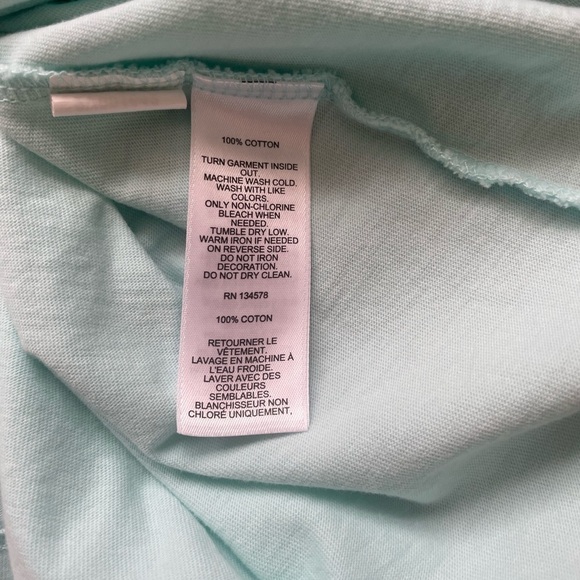 100% COTTON
TURN GARMENT INSIDE
OUT.
MACHINE WASH COLD.
WASH WITH LIKE
COLORS.
ONLY NON-CHLORINE
BLEACH WHEN
NEEDED.
TUMBLE DRY LOW.
WARM IRON IF NEEDED
ON REVERSE SIDE.
DO NOT IRON
DECORATION.
DO NOT DRY CLEAN.
RN 134578
100% COTON
RETOURNER LE
VÊTEMENT.
LAVAGE EN MACHINE À
L'EAU FROIDE.
LAVER AVEC DES
COULEURS
SEMBLABLES.
BLANCHISSEUR NON
CHLORÉ UNIQUEMENT,